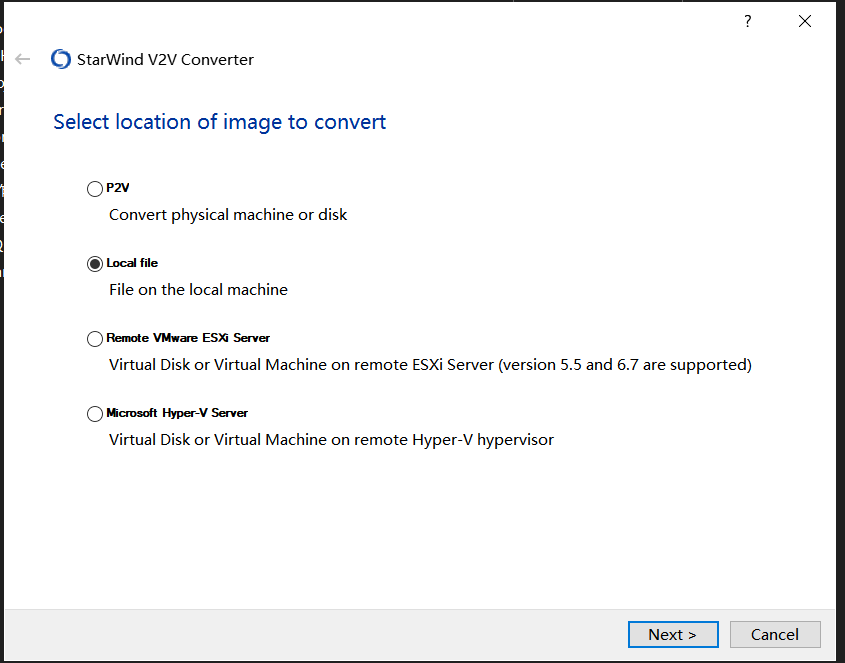 ?
StarWind V2V Converter
Select location of image to convert
P2V
Convert physical machine or disk
Local file
File on the local machine
Remote VMware ESXi Server
Virtual Disk or Virtual Machine on remote ESXi Server (version 5.5 and 6.7 are supported)
Microsoft Hyper-V Server
Virtual Disk or Virtual Machine on remote Hyper-V hypervisor
Next >
Cancel